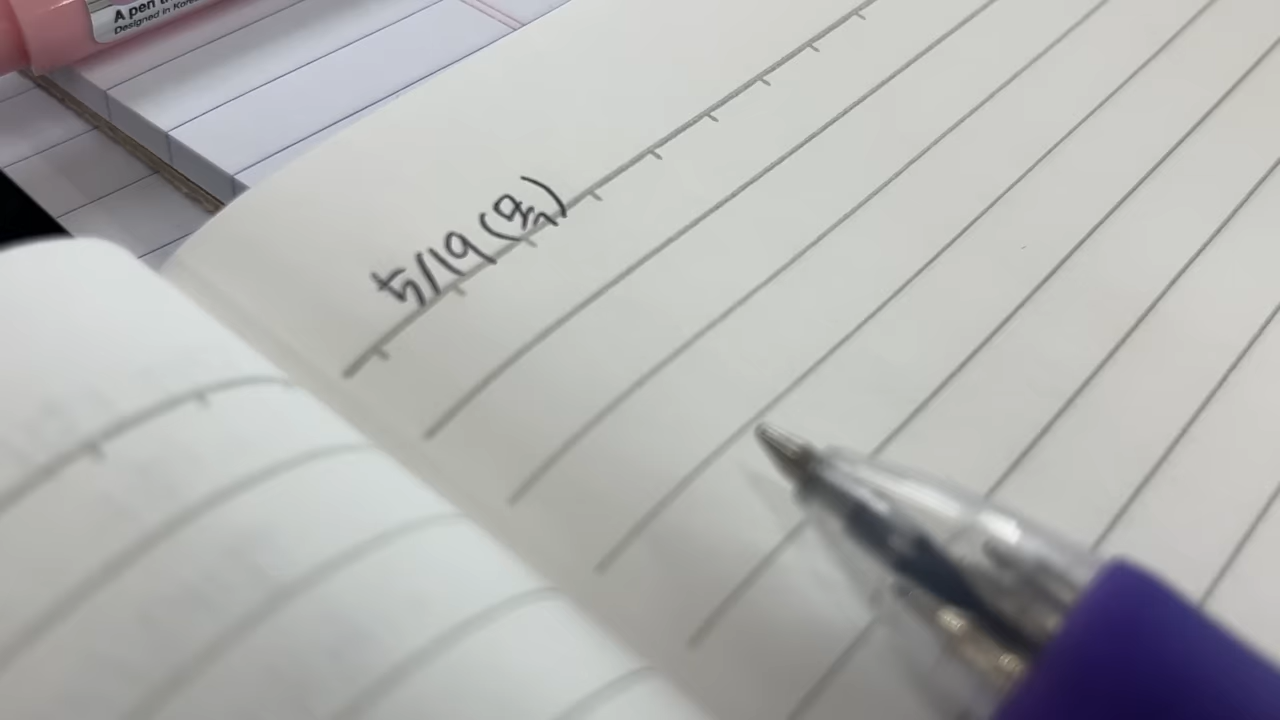 A pen
Designed in
5/19 (목)